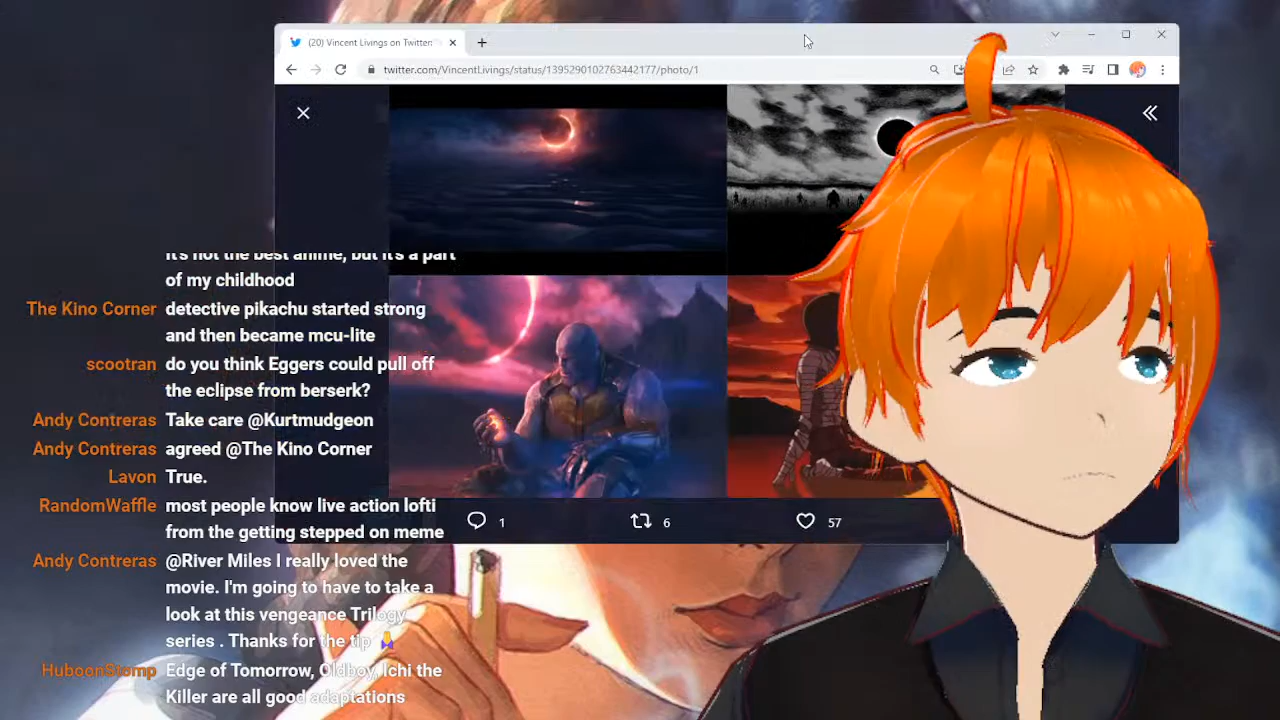 (20) Vincent Livings on Twitter:
twitter.com/VincentLivings/status/1395290102763442177/photo/1
1 6 57
it's not the best anime, but it's a part
of my childhood
The Kino Corner detective pikachu started strong
and then became mcu-lite
scootran do you think Eggers could pull off
the eclipse from berserk?
Andy Contreras Take care @Kurtmudgeon
Andy Contreras agreed @The Kino Corner
Lavon True.
RandomWaffle most people know live action lofti
from the getting stepped on meme
Andy Contreras @River Miles I really loved the
movie. I'm going to have to take a
look at this vengeance Trilogy
series . Thanks for the tip
HuboonStomp Edge of Tomorrow, Oldboy, Ichi the
Killer are all good adaptations